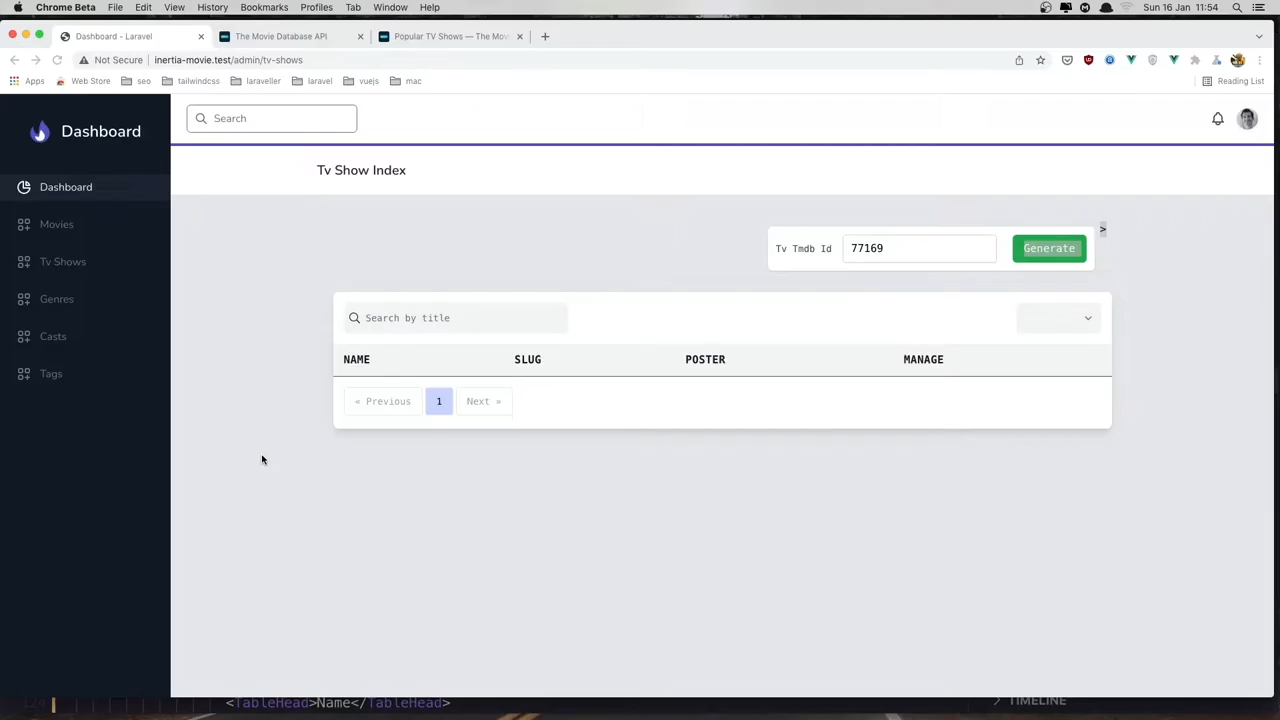 Chrome Beta File Edit View History Bookmarks Profiles Tab Window Help Sun 16 Jan 11:54
Dashboard - Laravel The Movie Database API Popular TV Shows — The Mov
Not Secure inertia-movie.test/admin/tv-shows
Apps Web Store seo tailwindcss laraveller laravel vuejs mac Reading List
Dashboard
Search
Tv Show Index
Dashboard
Movies
Tv Shows
Genres
Casts
Tags
>
Tv Tmdb Id 77169 Generate
Search by title
NAME SLUG POSTER MANAGE
« Previous 1 Next »
124 <TableHead>Name</TableHead> > TIMELINE